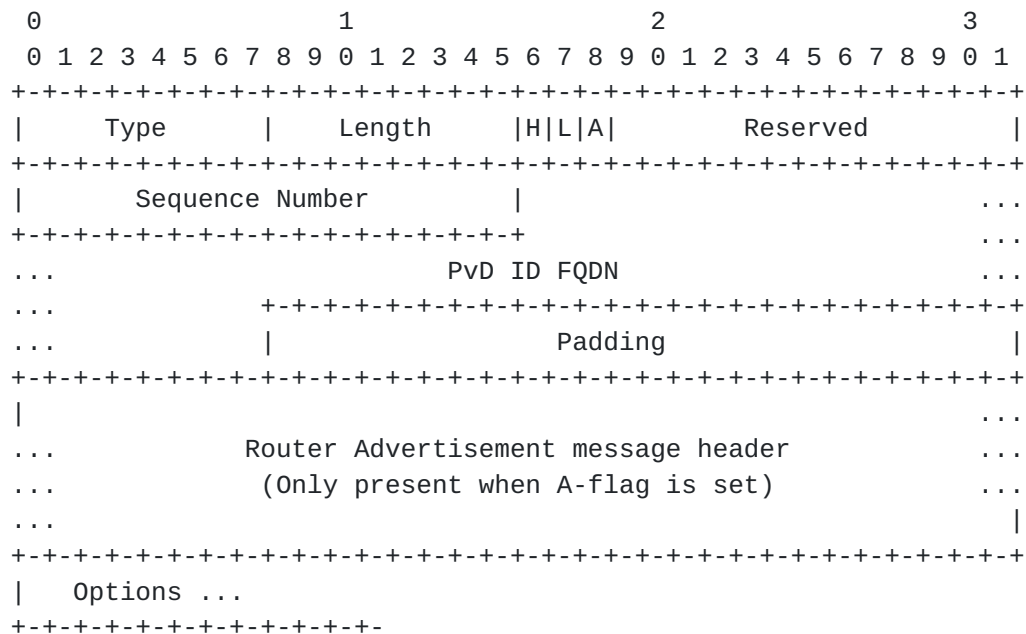 0                   1                   2                   3
 0 1 2 3 4 5 6 7 8 9 0 1 2 3 4 5 6 7 8 9 0 1 2 3 4 5 6 7 8 9 0 1
+-+-+-+-+-+-+-+-+-+-+-+-+-+-+-+-+-+-+-+-+-+-+-+-+-+-+-+-+-+-+-+-+
|     Type      |    Length     |H|L|A|        Reserved         |
+-+-+-+-+-+-+-+-+-+-+-+-+-+-+-+-+-+-+-+-+-+-+-+-+-+-+-+-+-+-+-+-+
|       Sequence Number         |                             ...
+-+-+-+-+-+-+-+-+-+-+-+-+-+-+-+-+                             ...
...                         PvD ID FQDN                       ...
...             +-+-+-+-+-+-+-+-+-+-+-+-+-+-+-+-+-+-+-+-+-+-+-+-+
...             |                  Padding                      |
+-+-+-+-+-+-+-+-+-+-+-+-+-+-+-+-+-+-+-+-+-+-+-+-+-+-+-+-+-+-+-+-+
|                                                             ...
...            Router Advertisement message header            ...
...             (Only present when A-flag is set)             ...
...                                                             |
+-+-+-+-+-+-+-+-+-+-+-+-+-+-+-+-+-+-+-+-+-+-+-+-+-+-+-+-+-+-+-+-+
|   Options ...
+-+-+-+-+-+-+-+-+-+-+-+-